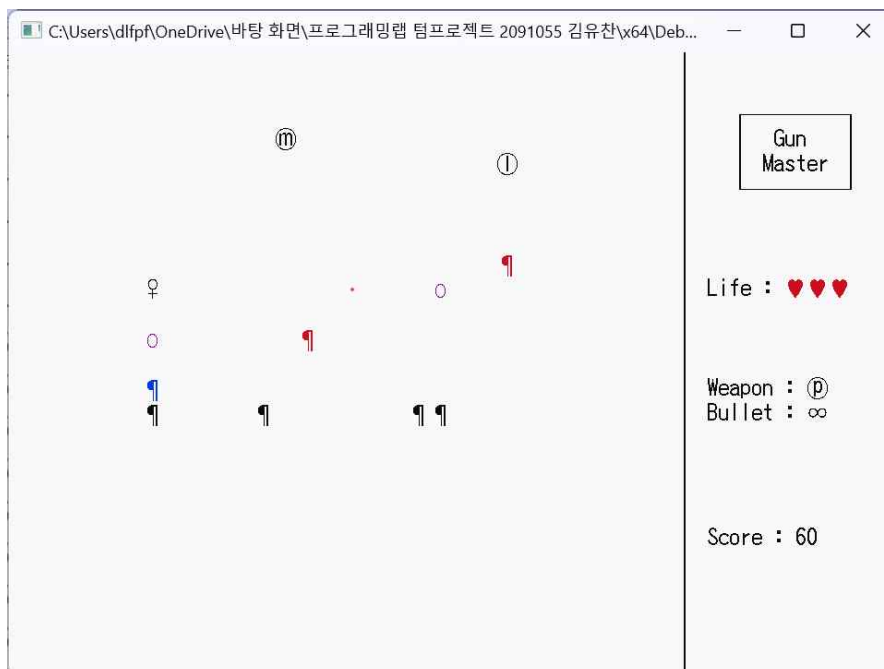 C:\Users\dlfpf\OneDrive\바탕 화면\프로그래밍랩 텀프로젝트 2091055 김유찬\x64\Deb...
ⓜ
Gun
Master
ⓛ
¶
♀ o
Life : ♥♥♥
o ¶
¶
Weapon : ⓟ
¶ ¶ ¶¶
Bullet : ∞
Score : 60